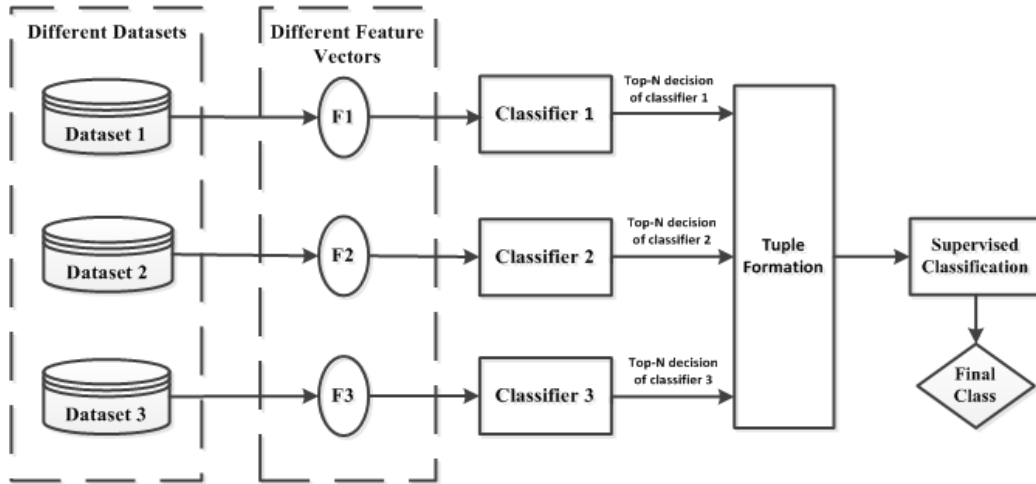 Different Datasets
Different Feature
Vectors
Dataset 1
F1
Classifier 1
Top-N decision
of classifier 1
Dataset 2
F2
Classifier 2
Top-N decision
of classifier 2
Dataset 3
F3
Classifier 3
Top-N decision
of classifier 3
Tuple
Formation
Supervised
Classification
Final
Class